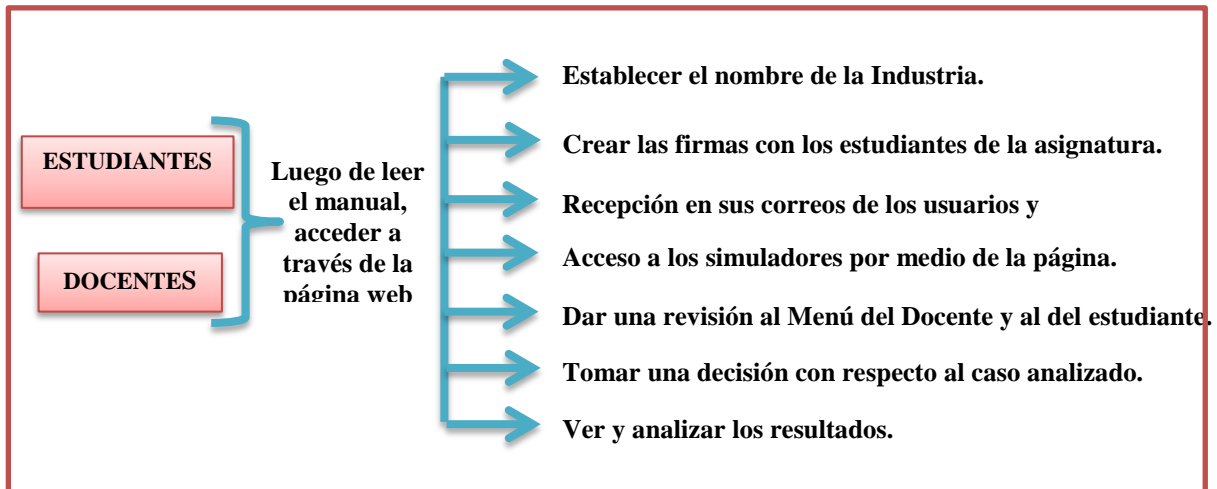 ESTUDIANTES
DOCENTES
Luego de leer
el manual,
acceder a
través de la
página web
Establecer el nombre de la Industria.
Crear las firmas con los estudiantes de la asignatura.
Recepción en sus correos de los usuarios y
Acceso a los simuladores por medio de la página.
Dar una revisión al Menú del Docente y al del estudiante.
Tomar una decisión con respecto al caso analizado.
Ver y analizar los resultados.